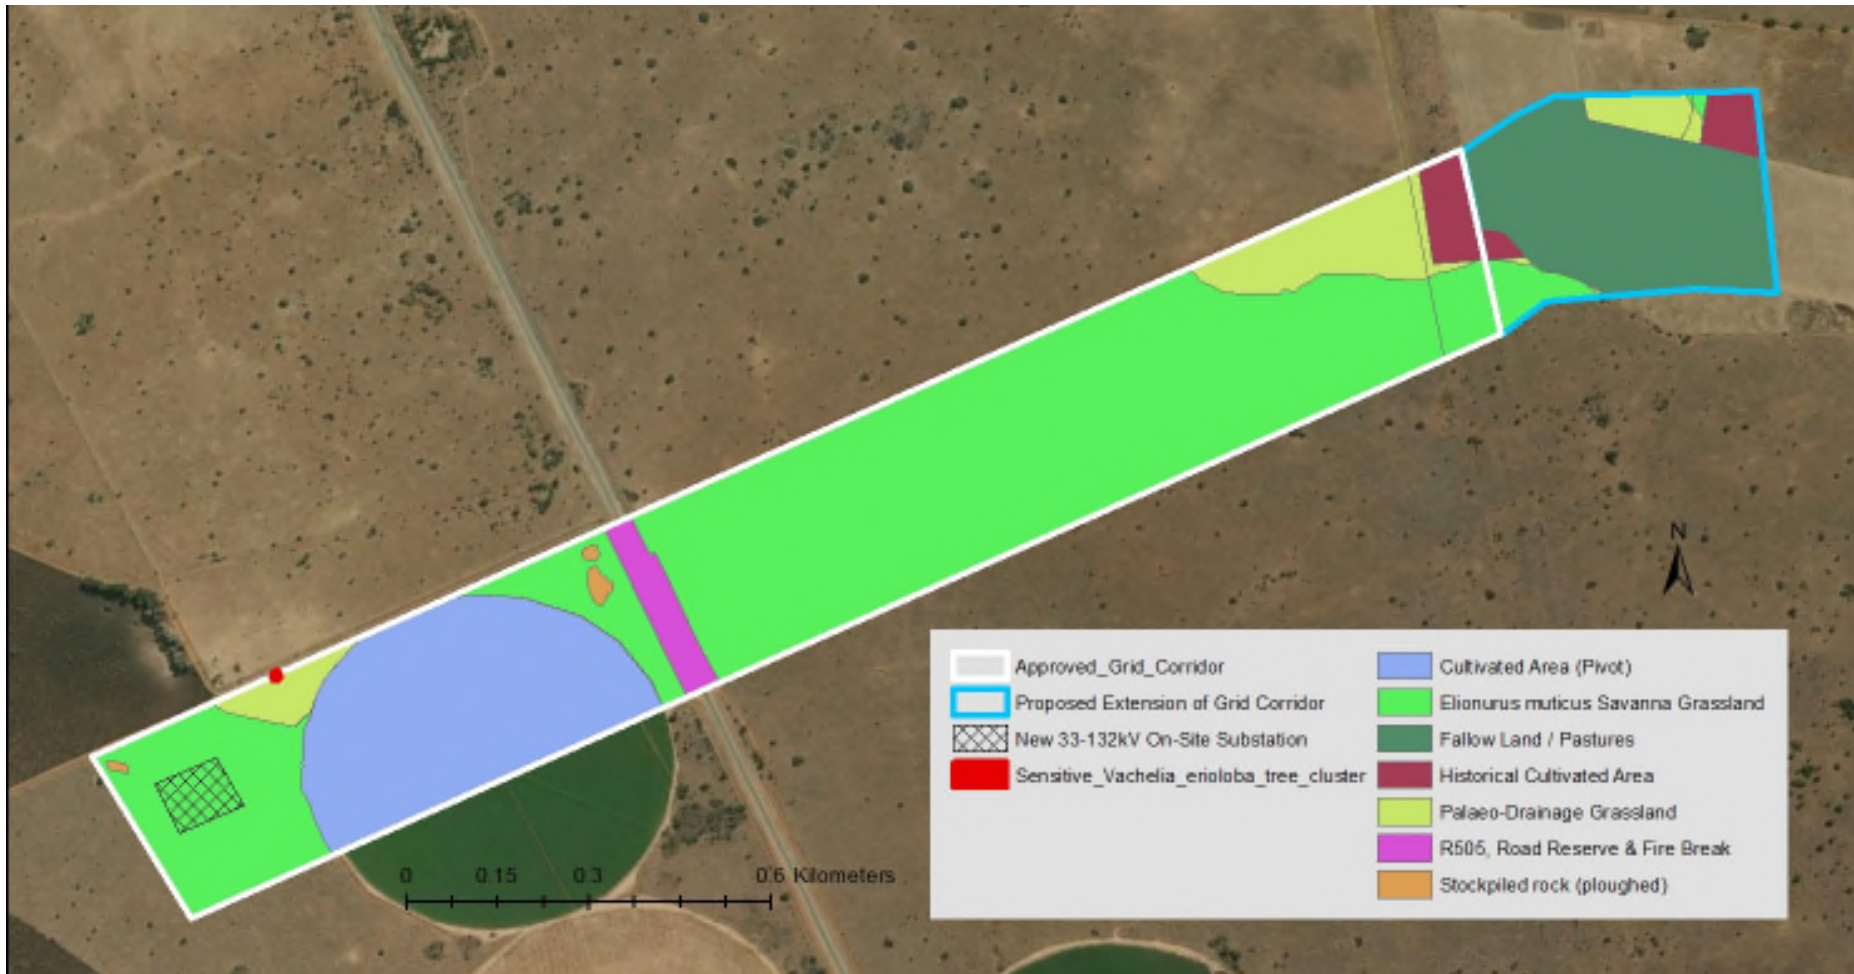 N
Approved_Grid_Corridor
Proposed Extension of Grid Corridor
New 33-132kV On-Site Substation
Sensitive_Vachelia_erioloba_tree_cluster
Cultivated Area (Pivot)
Elionurus muticus Savanna Grassland
Fallow Land / Pastures
Historical Cultivated Area
Palaeo-Drainage Grassland
R505, Road Reserve & Fire Break
Stockpiled rock (ploughed)
0 0.15 0.3 0.6 Kilometers